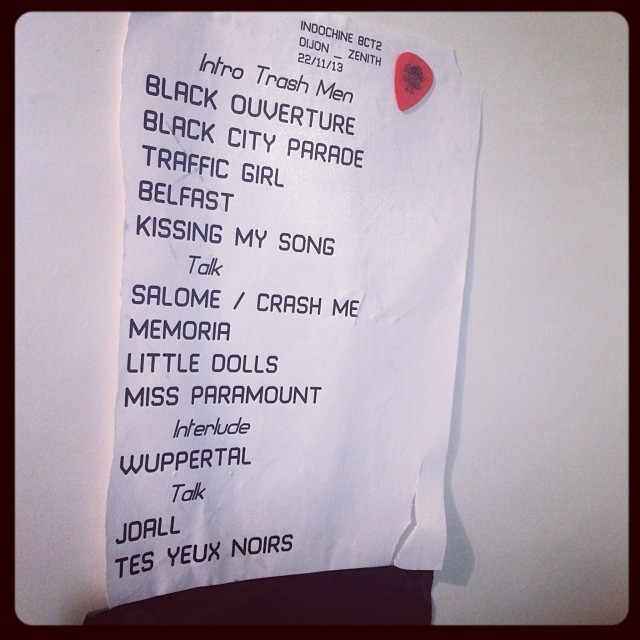 INDOCHINE BCT2
DIJON _ ZENITH
22/11/13
Intro Trash Men
BLACK OUVERTURE
BLACK CITY PARADE
TRAFFIC GIRL
BELFAST
KISSING MY SONG
Talk
SALOME / CRASH ME
MEMORIA
LITTLE DOLLS
MISS PARAMOUNT
Interlude
WUPPERTAL
Talk
JDALL
TES YEUX NOIRS